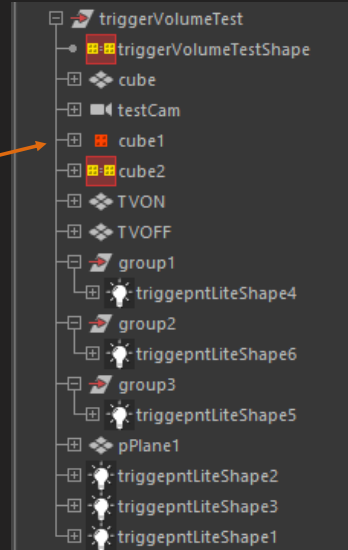 triggerVolumeTest
triggerVolumeTestShape
cube
testCam
cube1
cube2
TVON
TVOFF
group1
triggepntLiteShape4
group2
triggepntLiteShape6
group3
triggepntLiteShape5
pPlane1
triggepntLiteShape2
triggepntLiteShape3
triggepntLiteShape1